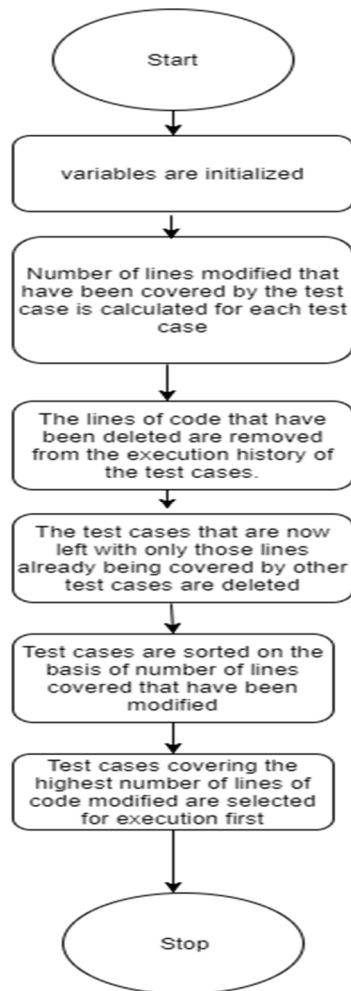 Start
variables are initialized
Number of lines modified that
have been covered by the test
case is calculated for each test
case
The lines of code that have
been deleted are removed
from the execution history of
the test cases.
The test cases that are now
left with only those lines
already being covered by other
test cases are deleted
Test cases are sorted on the
basis of number of lines
covered that have been
modified
Test cases covering the
highest number of lines of
code modified are selected
for execution first
Stop